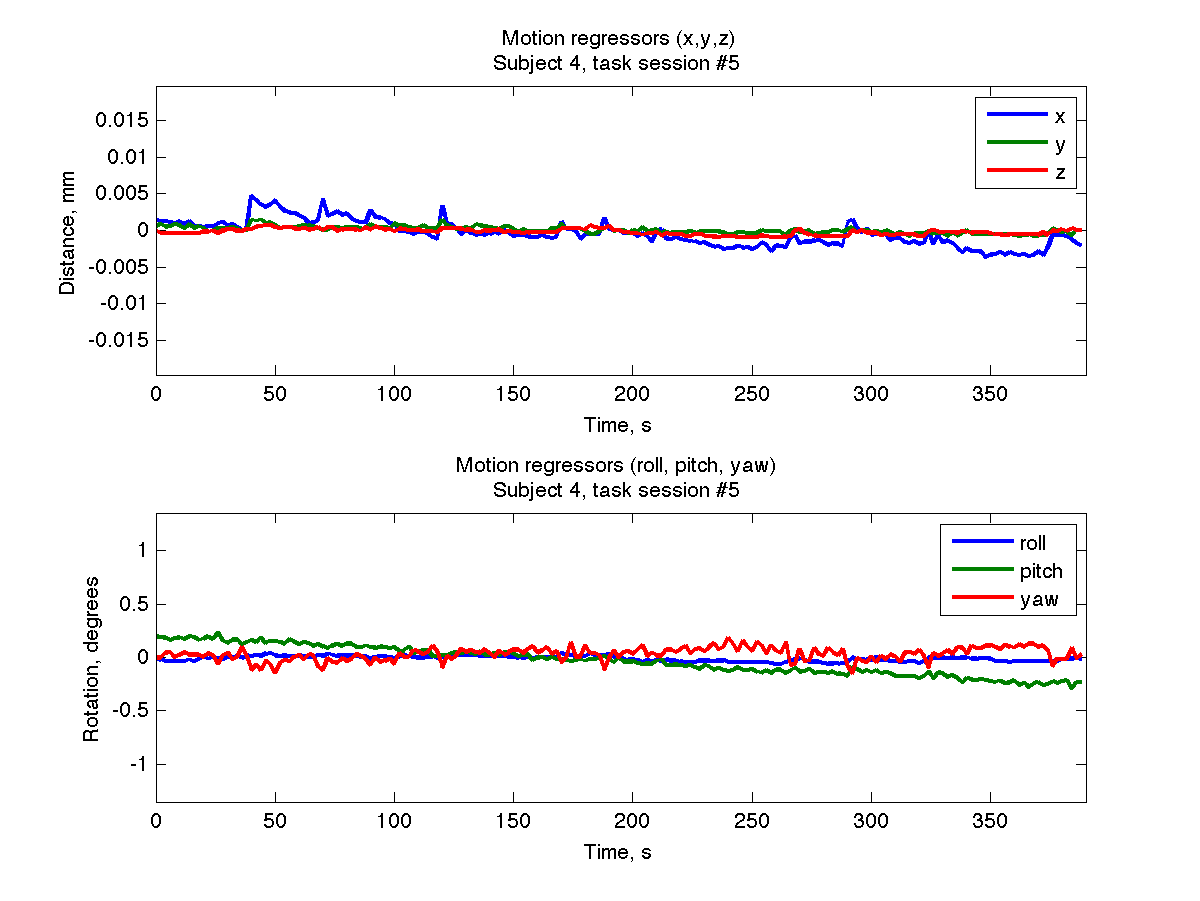 Motion regressors (x,y,z)
Subject 4, task session #5
0.015
0.01
0.005
0
-0.005
-0.01
-0.015
Distance, mm
x
y
z
0 50 100 150 200 250 300 350
Time, s
Motion regressors (roll, pitch, yaw)
Subject 4, task session #5
1
0.5
0
-0.5
-1
Rotation, degrees
roll
pitch
yaw
0 50 100 150 200 250 300 350
Time, s